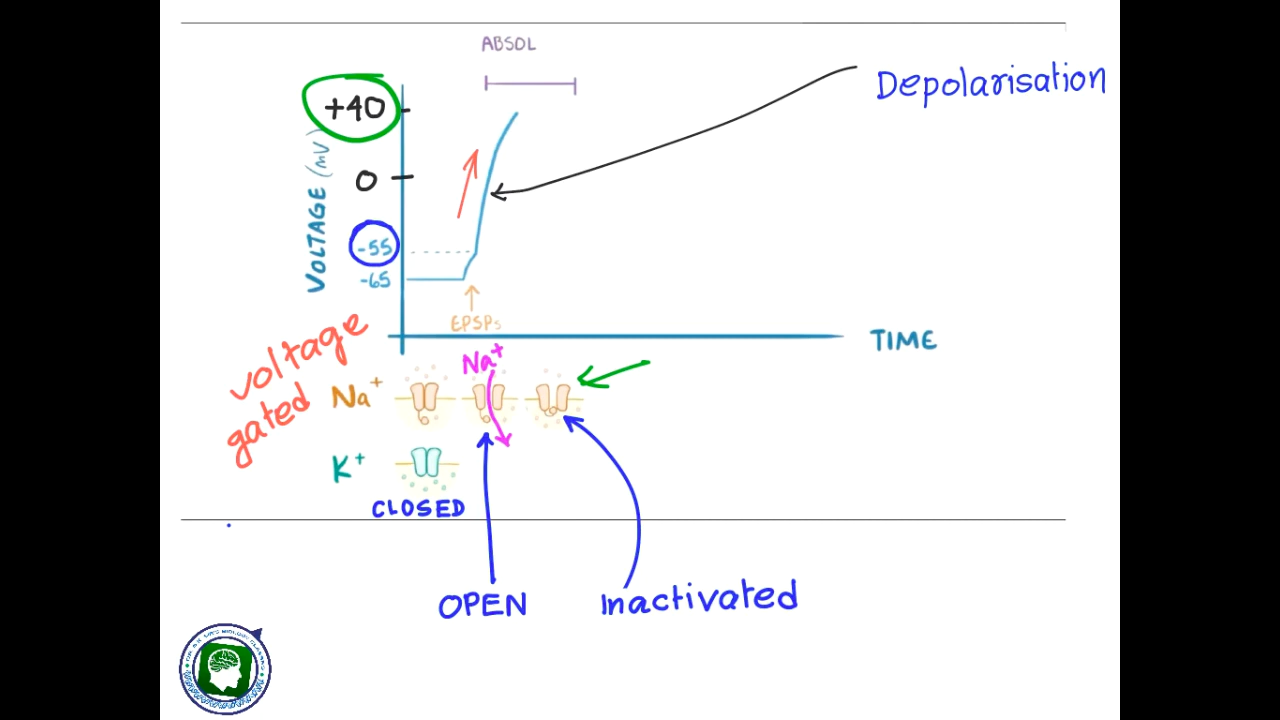 ABSOL
Depolarisation
+40
0
-55
-65
VOLTAGE (mV)
EPSPs
TIME
voltage
gated
Na+
Na+
K+
CLOSED
OPEN
Inactivated